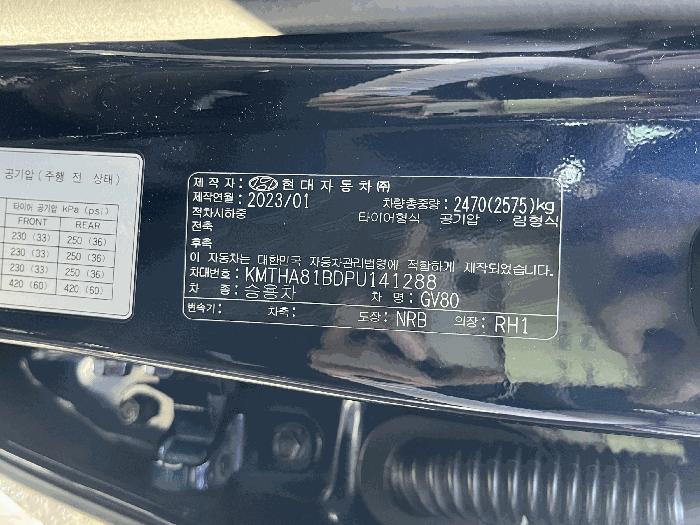 공기압 (주행 전 상태)
타이어 공기압 kPa (psi)
FRONT REAR
230 (33) 250 (36)
230 (33) 250 (36)
230 (33) 250 (36)
420 (60) 420 (60)
제 작 자 : 현대자동차㈜
제작연월 : 2023/01 차량총중량 : 2470(2575)kg
적차시하중 타이어형식 공기압 림형식
전축
후축
이 자동차는 대한민국 자동차관리법령에 적합하게 제작되었습니다.
차대번호 : KMTHA81BDPU141288
차 종 : 승용차 차 명 : GV80
변속기 : 차축 : 도장 : NRB 의장 : RH1